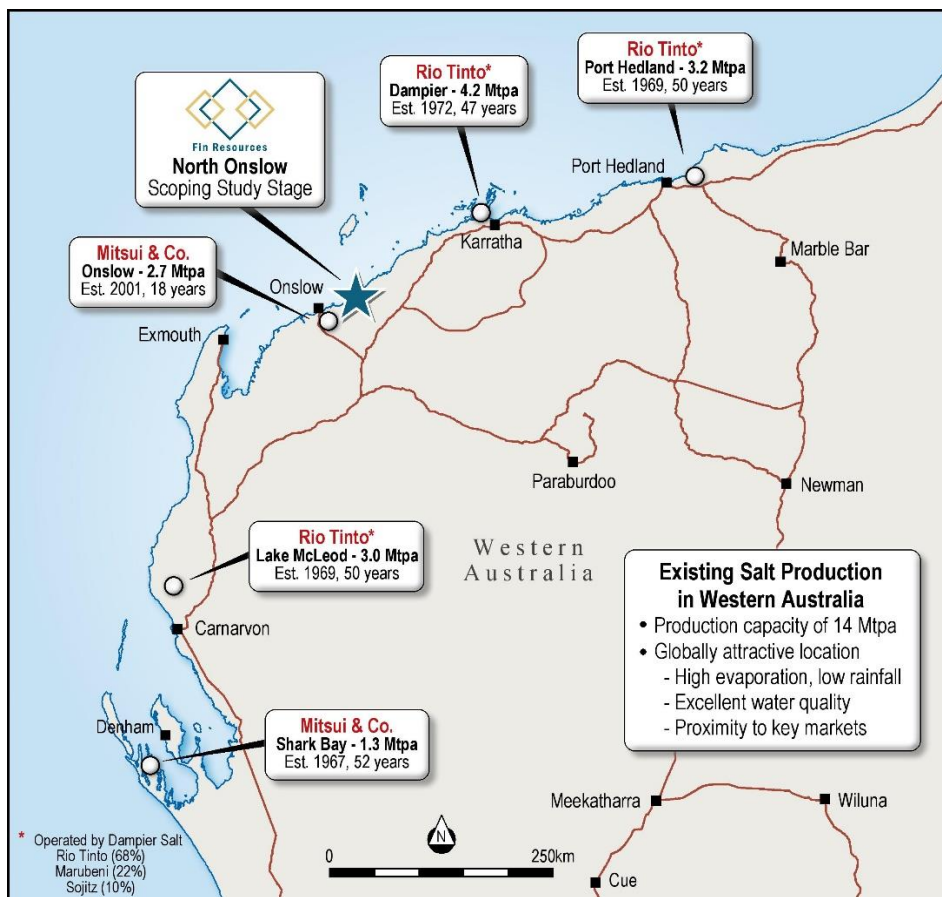 Rio Tinto*
Port Hedland - 3.2 Mtpa
Est. 1969, 50 years
Rio Tinto*
Dampier - 4.2 Mtpa
Est. 1972, 47 years
Fin Resources
North Onslow
Scoping Study Stage
Port Hedland
Karratha
Marble Bar
Mitsui & Co.
Onslow - 2.7 Mtpa
Est. 2001, 18 years
Onslow
Exmouth
Paraburdoo
Newman
Rio Tinto*
Lake McLeod - 3.0 Mtpa
Est. 1969, 50 years
Western
Australia
Carnarvon
Existing Salt Production
in Western Australia
• Production capacity of 14 Mtpa
• Globally attractive location
- High evaporation, low rainfall
- Excellent water quality
- Proximity to key markets
Denham
Mitsui & Co.
Shark Bay - 1.3 Mtpa
Est. 1967, 52 years
Meekatharra
Wiluna
* Operated by Dampier Salt
Rio Tinto (68%)
Marubeni (22%)
Sojitz (10%)
N
0 250km
Cue